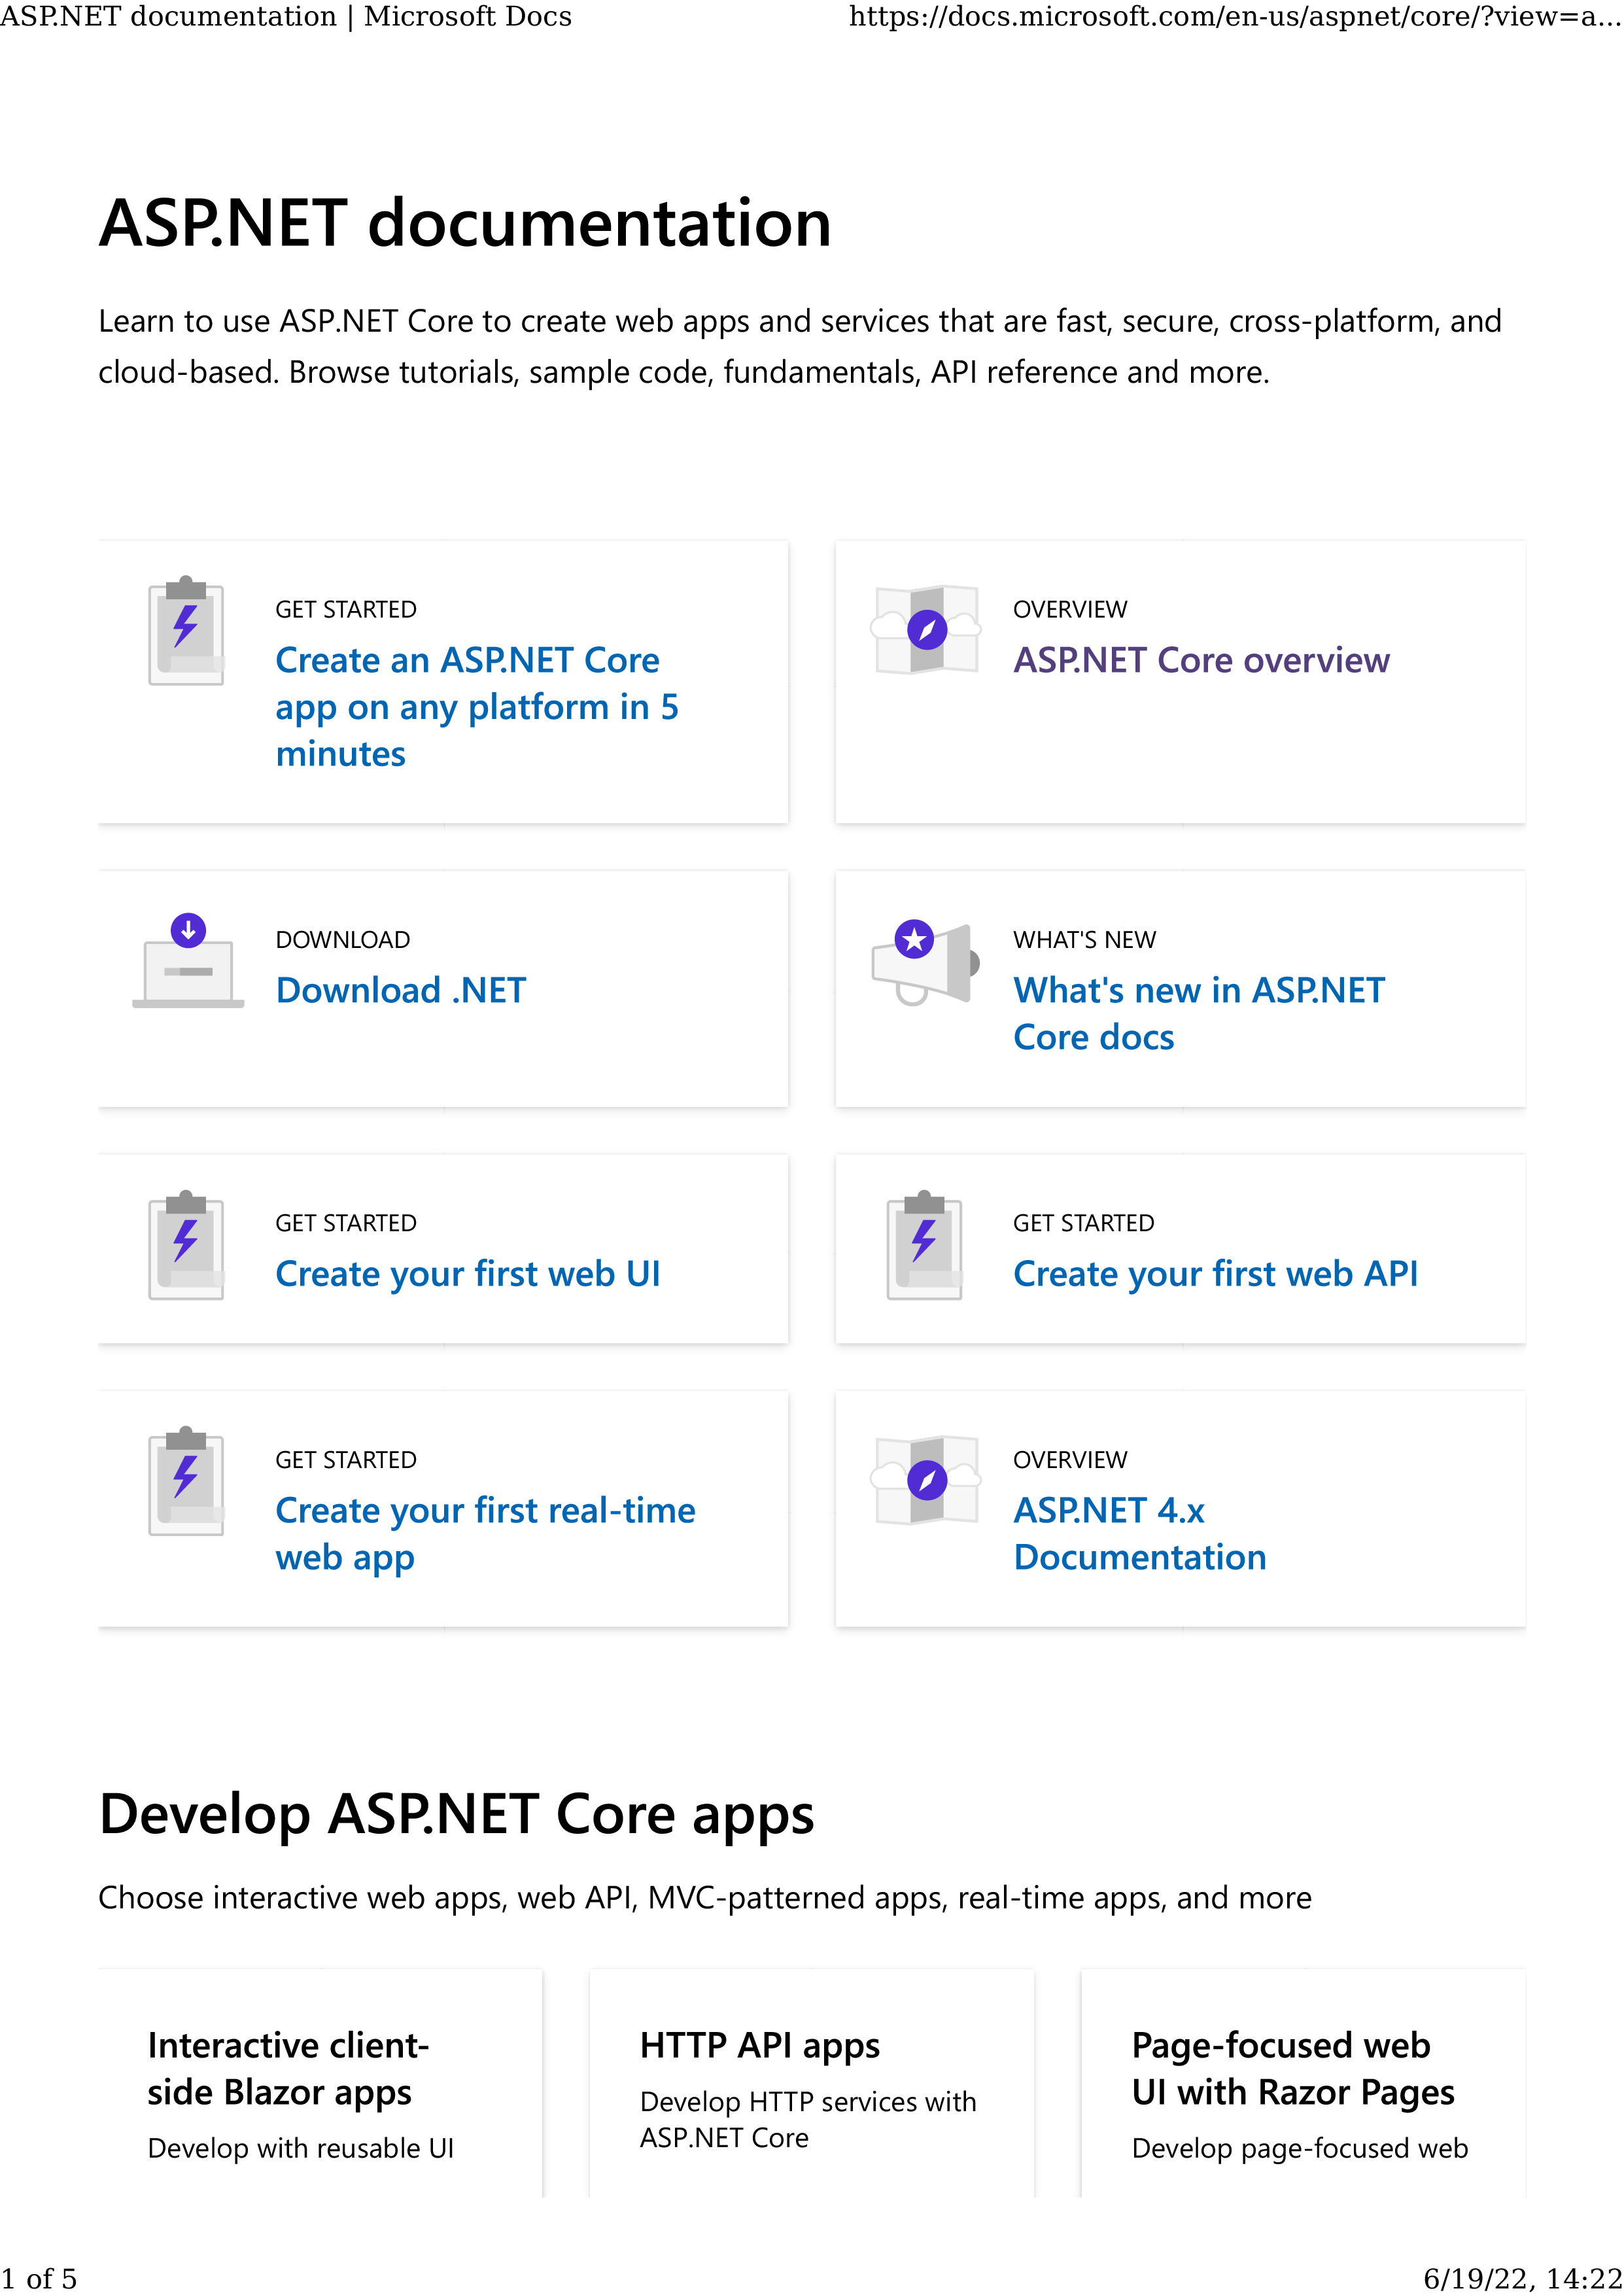 ASP.NET documentation | Microsoft Docs
https://docs.microsoft.com/en-us/aspnet/core/?view=a...
ASP.NET documentation
Learn to use ASP.NET Core to create web apps and services that are fast, secure, cross-platform, and
cloud-based. Browse tutorials, sample code, fundamentals, API reference and more.
GET STARTED
Create an ASP.NET Core
app on any platform in 5
minutes
OVERVIEW
ASP.NET Core overview
DOWNLOAD
Download .NET
WHAT'S NEW
What's new in ASP.NET
Core docs
GET STARTED
Create your first web UI
GET STARTED
Create your first web API
GET STARTED
Create your first real-time
web app
OVERVIEW
ASP.NET 4.x
Documentation
Develop ASP.NET Core apps
Choose interactive web apps, web API, MVC-patterned apps, real-time apps, and more
Interactive client-
side Blazor apps
Develop with reusable UI
HTTP API apps
Develop HTTP services with
ASP.NET Core
Page-focused web
UI with Razor Pages
Develop page-focused web
1 of 5
6/19/22, 14:22